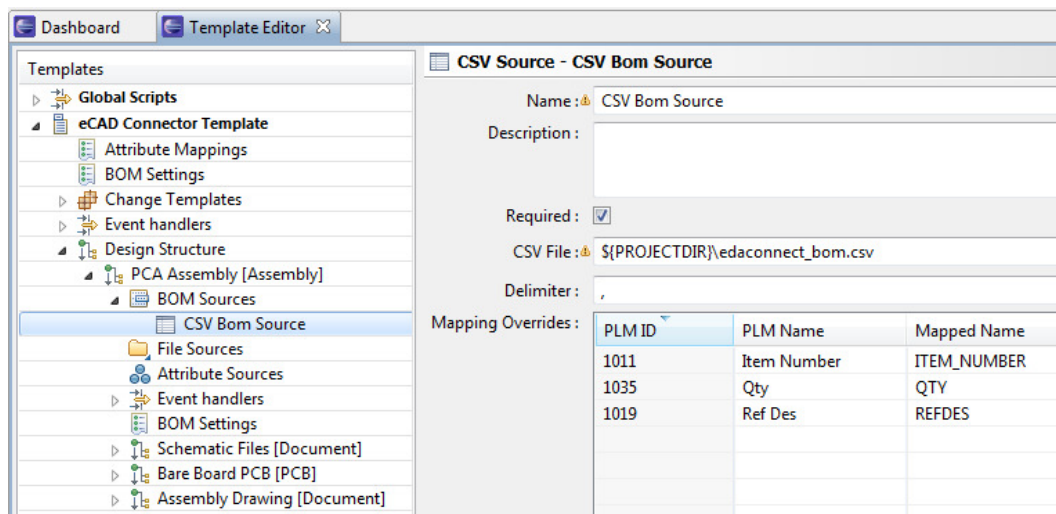 Dashboard
Template Editor
Templates
Global Scripts
eCAD Connector Template
Attribute Mappings
BOM Settings
Change Templates
Event handlers
Design Structure
PCA Assembly [Assembly]
BOM Sources
CSV Bom Source
File Sources
Attribute Sources
Event handlers
BOM Settings
Schematic Files [Document]
Bare Board PCB [PCB]
Assembly Drawing [Document]
CSV Source - CSV Bom Source
Name : CSV Bom Source
Description :
Required :
CSV File : ${PROJECTDIR}\edaconnect_bom.csv
Delimiter : ,
Mapping Overrides :
PLM ID PLM Name Mapped Name
1011 Item Number ITEM_NUMBER
1035 Qty QTY
1019 Ref Des REFDES